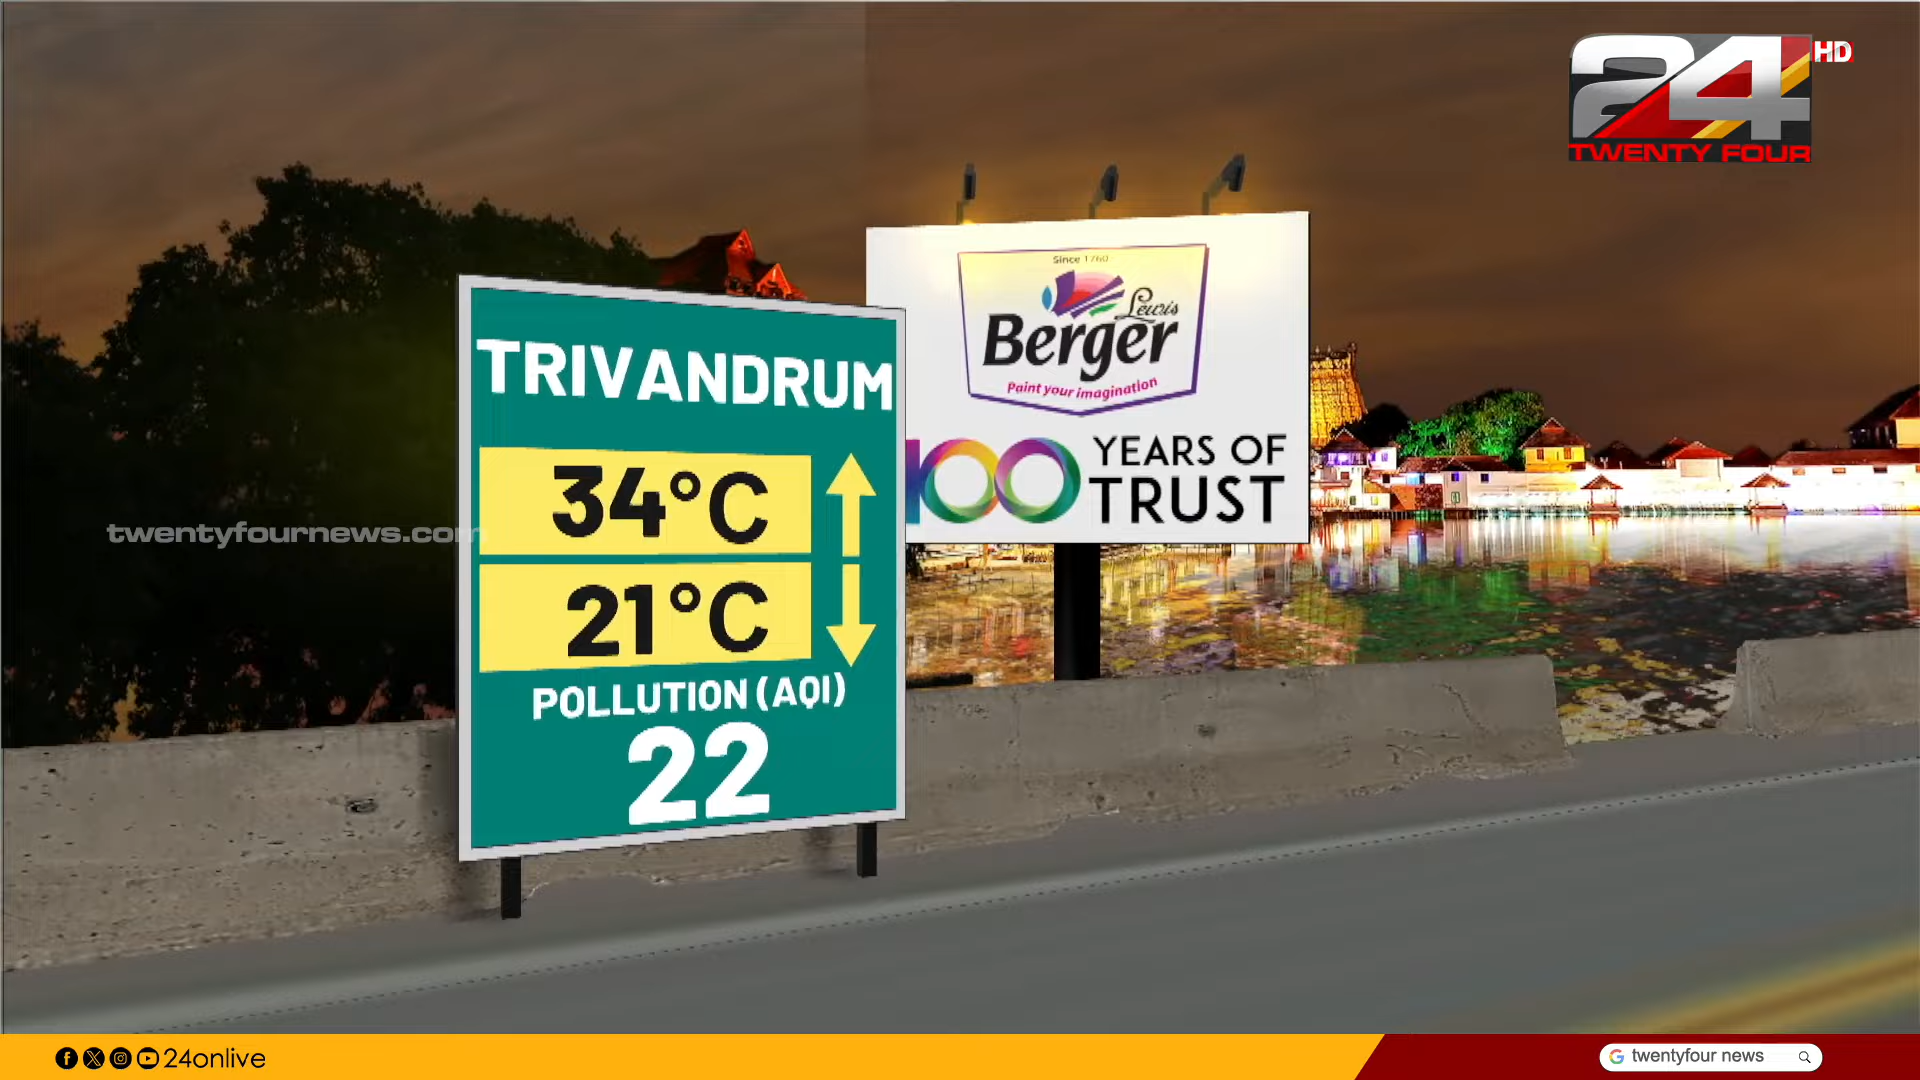 24 HD
TWENTY FOUR
Since 1760
Lewis
Berger
Paint your imagination
100 YEARS OF
TRUST
TRIVANDRUM
34°C
21°C
POLLUTION (AQI)
22
twentyfournews.com
24onlive
twentyfour news